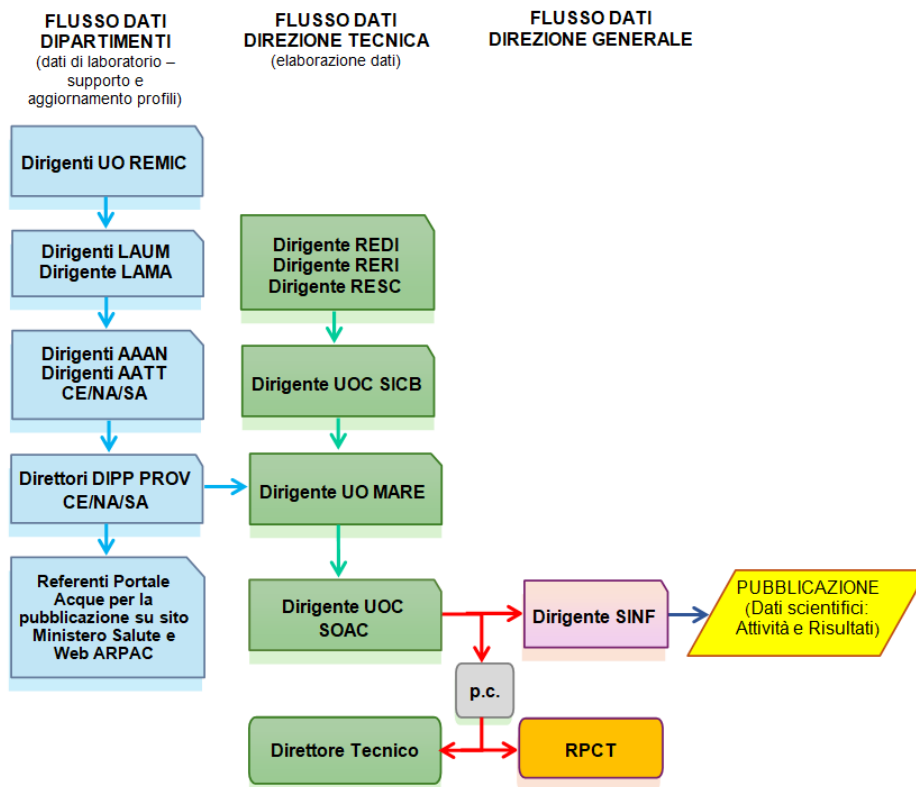 FLUSSO DATI
DIPARTIMENTI
(dati di laboratorio –
supporto e
aggiornamento profili)
FLUSSO DATI
DIREZIONE TECNICA
(elaborazione dati)
FLUSSO DATI
DIREZIONE GENERALE
Dirigenti UO REMIC
Dirigenti LAUM
Dirigente LAMA
Dirigenti AAAN
Dirigenti AATT
CE/NA/SA
Direttori DIPP PROV
CE/NA/SA
Referenti Portale
Acque per la
pubblicazione su sito
Ministero Salute e
Web ARPAC
Dirigente REDI
Dirigente RERI
Dirigente RESC
Dirigente UOC SICB
Dirigente UO MARE
Dirigente UOC
SOAC
Dirigente SINF
PUBBLICAZIONE
(Dati scientifici:
Attività e Risultati)
p.c.
Direttore Tecnico
RPCT